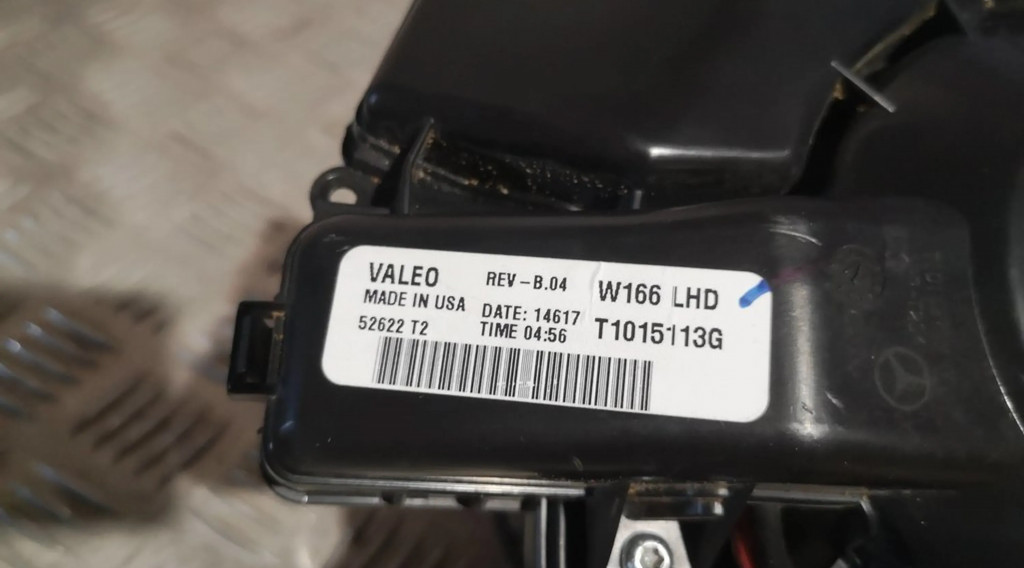 VALEO
MADE IN USA
52622 T2
REV-B.04
DATE: 14617
TIME 04:56
W166 LHD
T1015113G